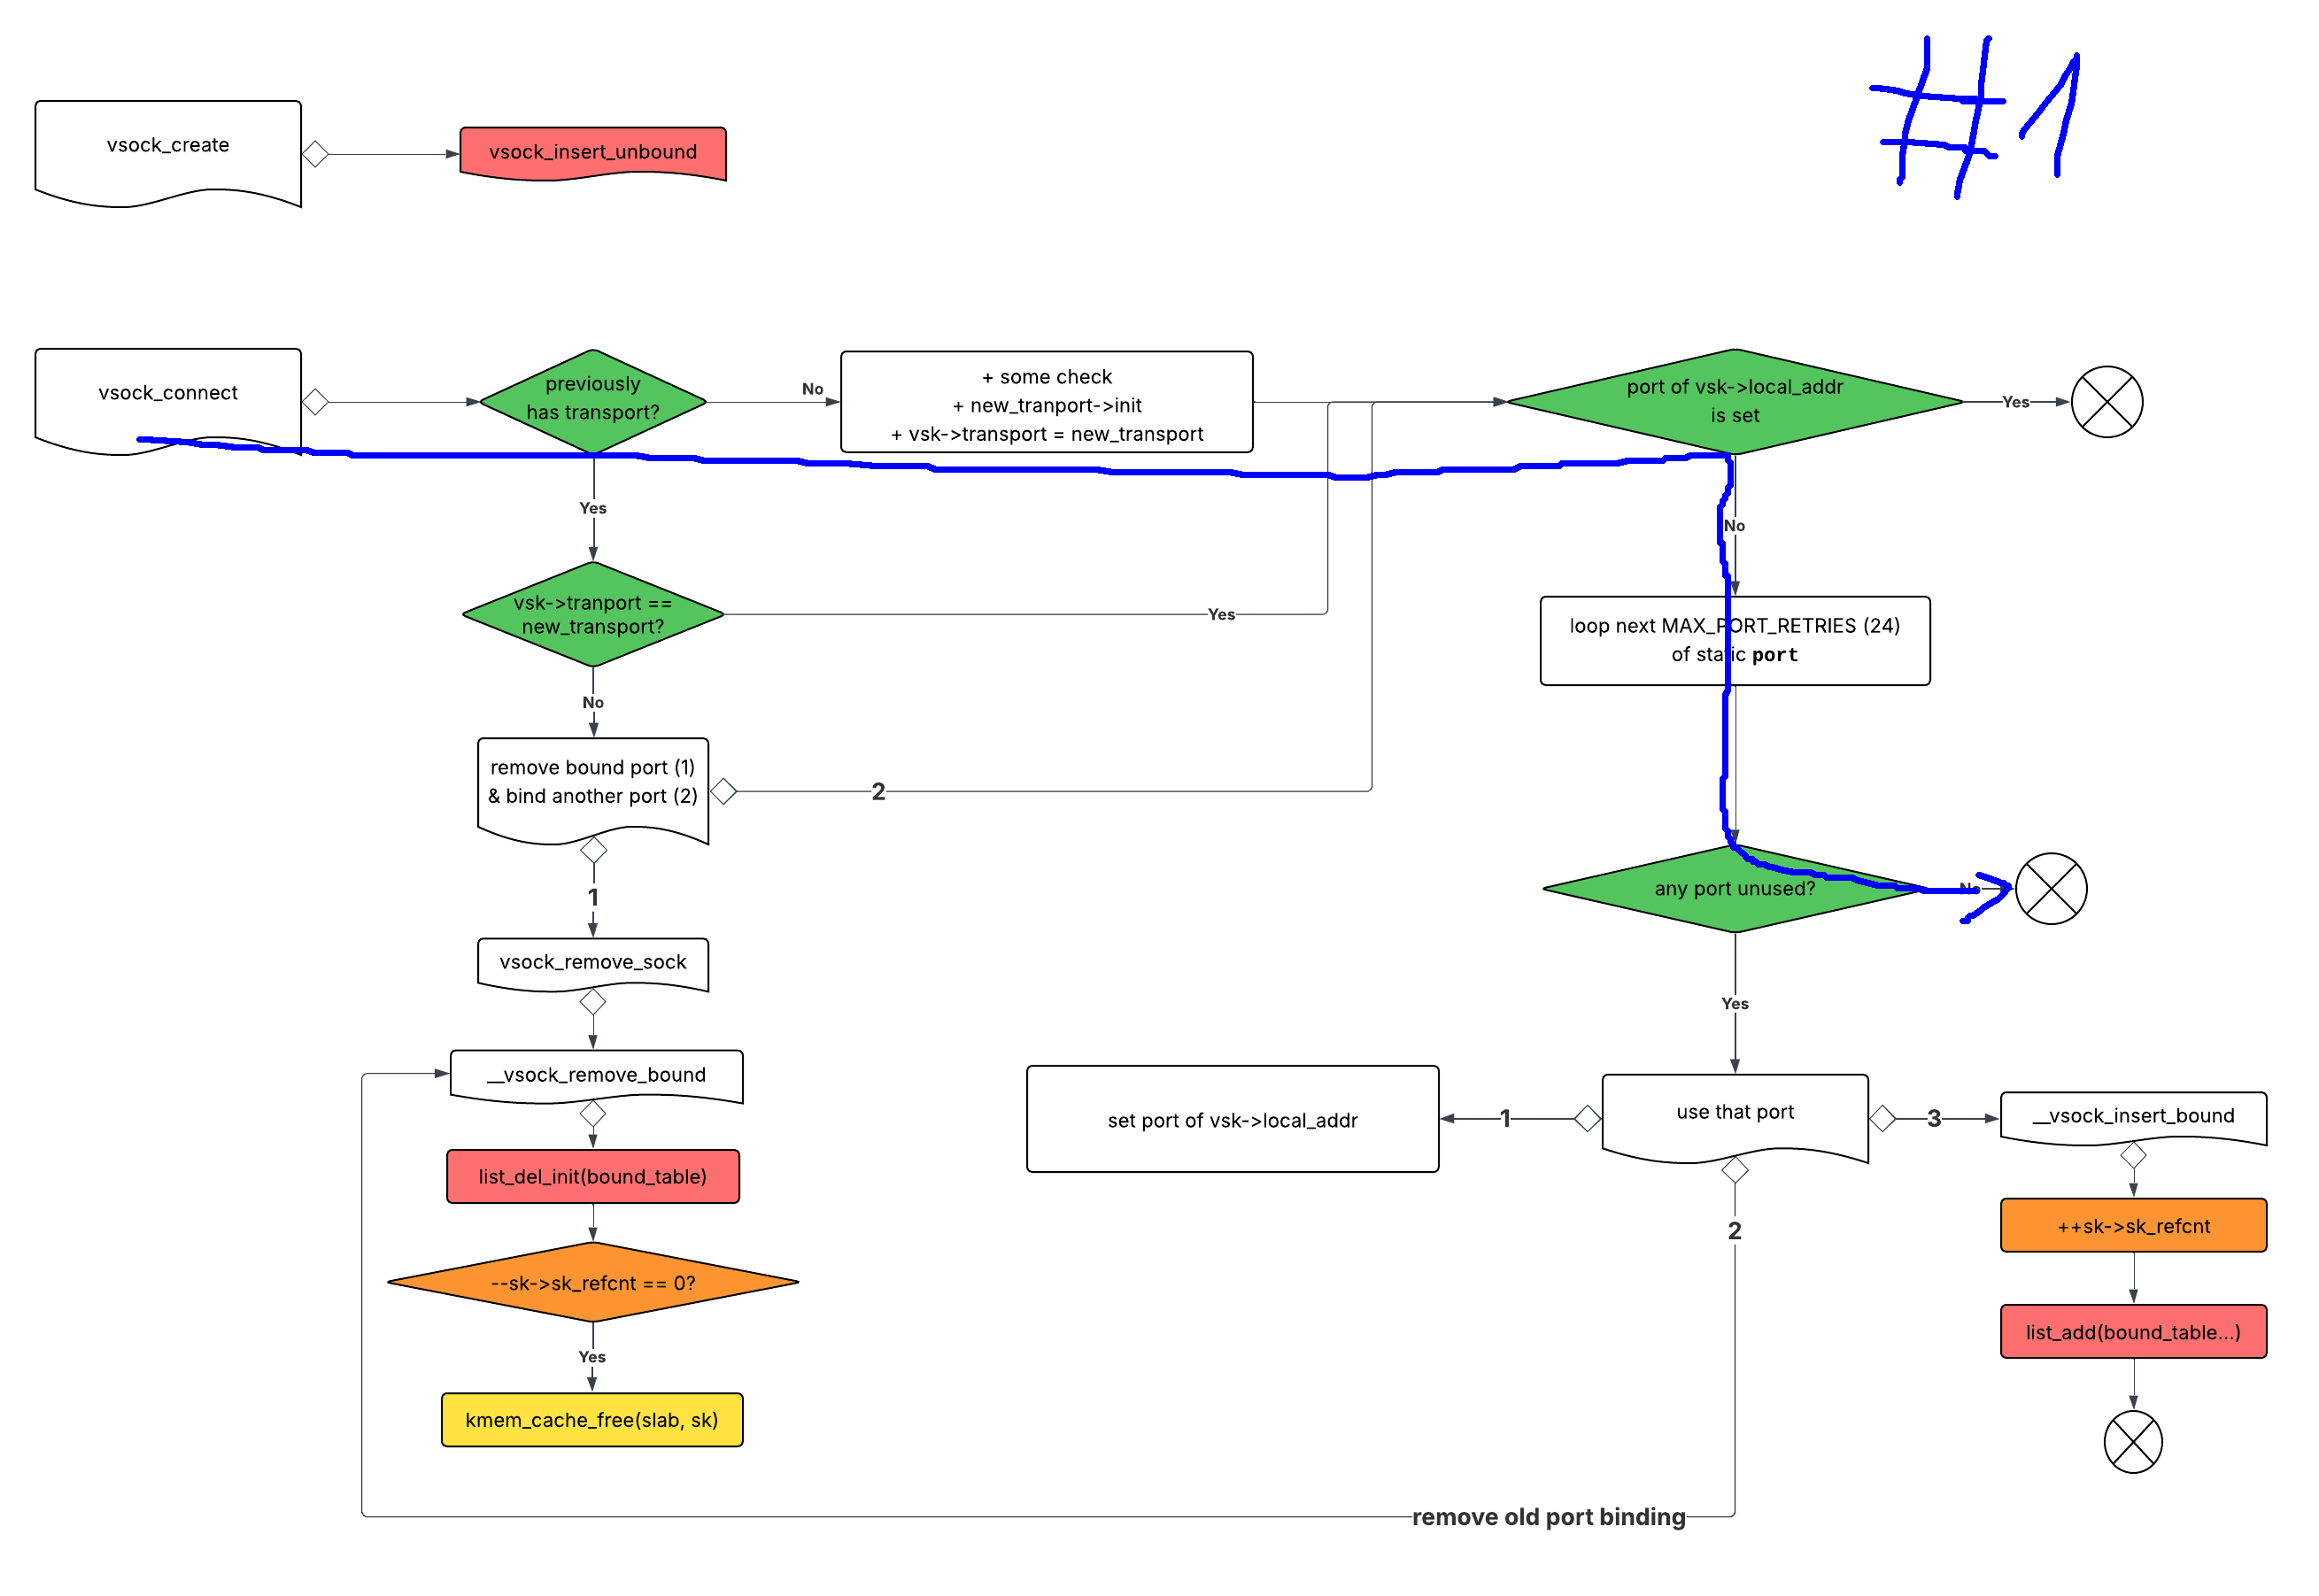 #1
vsock_create
vsock_insert_unbound
vsock_connect
previously
has transport?
No
+ some check
+ new_tranport->init
+ vsk->transport = new_transport
port of vsk->local_addr
is set
Yes
Yes
No
vsk->tranport ==
new_transport?
Yes
loop next MAX_PORT_RETRIES (24)
of static port
No
remove bound port (1)
& bind another port (2)
2
1
any port unused?
No
vsock_remove_sock
Yes
__vsock_remove_bound
set port of vsk->local_addr
1
use that port
3
__vsock_insert_bound
list_del_init(bound_table)
2
++sk->sk_refcnt
--sk->sk_refcnt == 0?
list_add(bound_table...)
Yes
kmem_cache_free(slab, sk)
remove old port binding